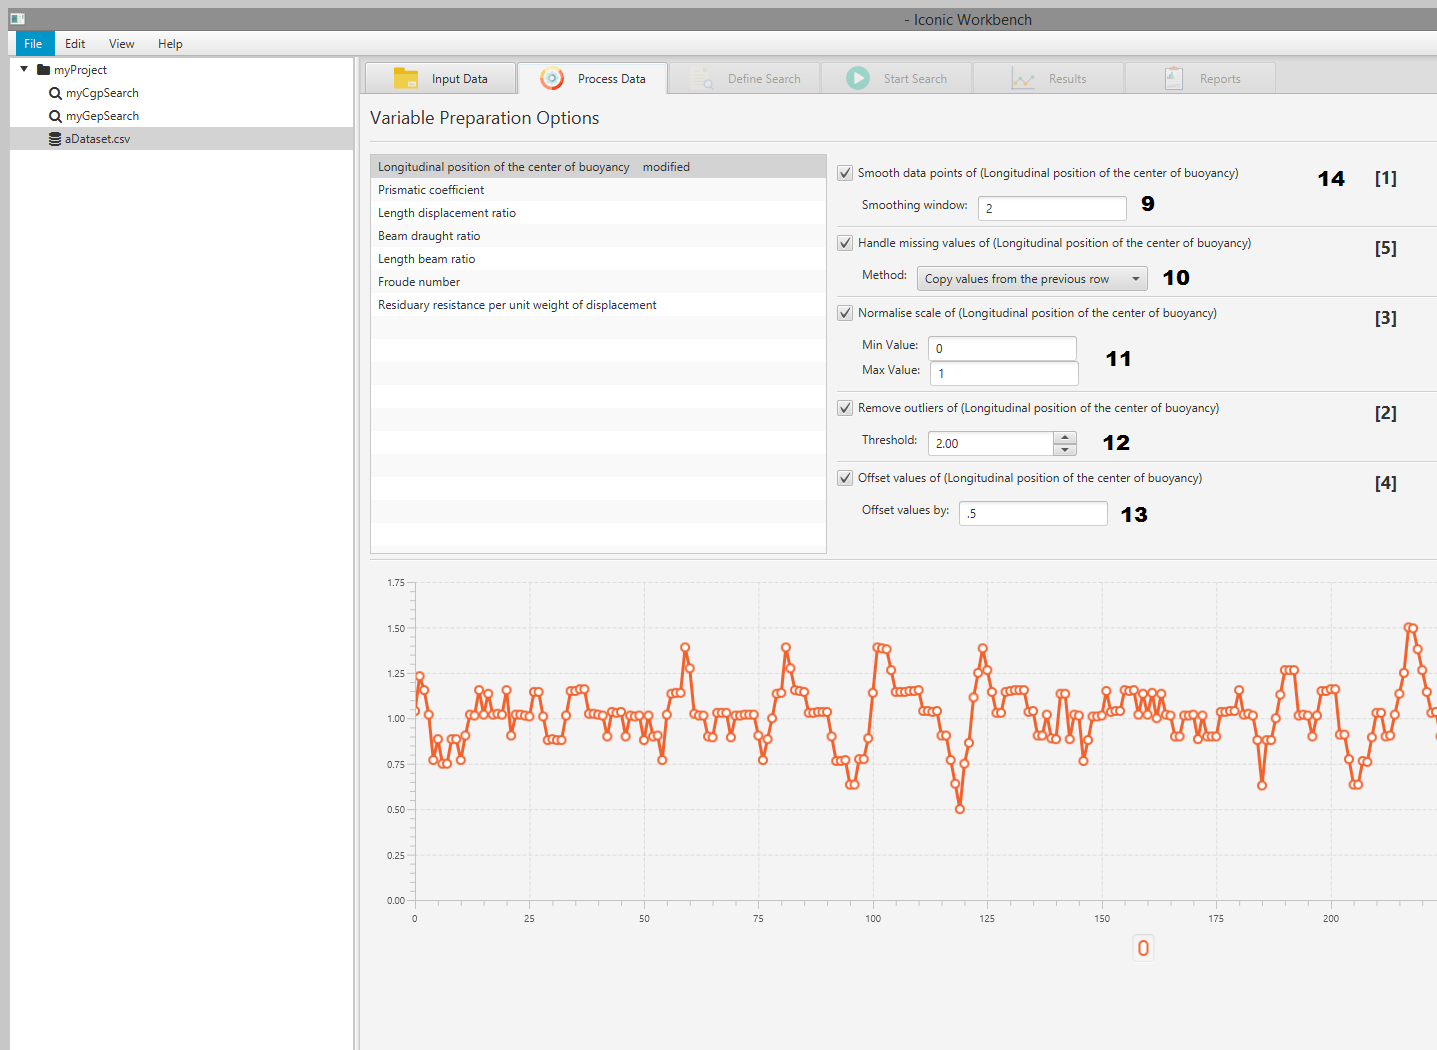 - Iconic Workbench
File Edit View Help
myProject
myCgpSearch
myGepSearch
aDataset.csv
Input Data Process Data Define Search Start Search Results Reports
Variable Preparation Options
Longitudinal position of the center of buoyancy modified
Prismatic coefficient
Length displacement ratio
Beam draught ratio
Length beam ratio
Froude number
Residuary resistance per unit weight of displacement
Smooth data points of (Longitudinal position of the center of buoyancy) 14 [1]
Smoothing window: 2 9
Handle missing values of (Longitudinal position of the center of buoyancy) [5]
Method: Copy values from the previous row 10
Normalise scale of (Longitudinal position of the center of buoyancy) [3]
Min Value: 0
11
Max Value: 1
Remove outliers of (Longitudinal position of the center of buoyancy) [2]
Threshold: 2.00 12
Offset values of (Longitudinal position of the center of buoyancy) [4]
Offset values by: .5 13
1.75
1.50
1.25
1.00
0.75
0.50
0.25
0.00
0 25 50 75 100 125 150 175 200
0